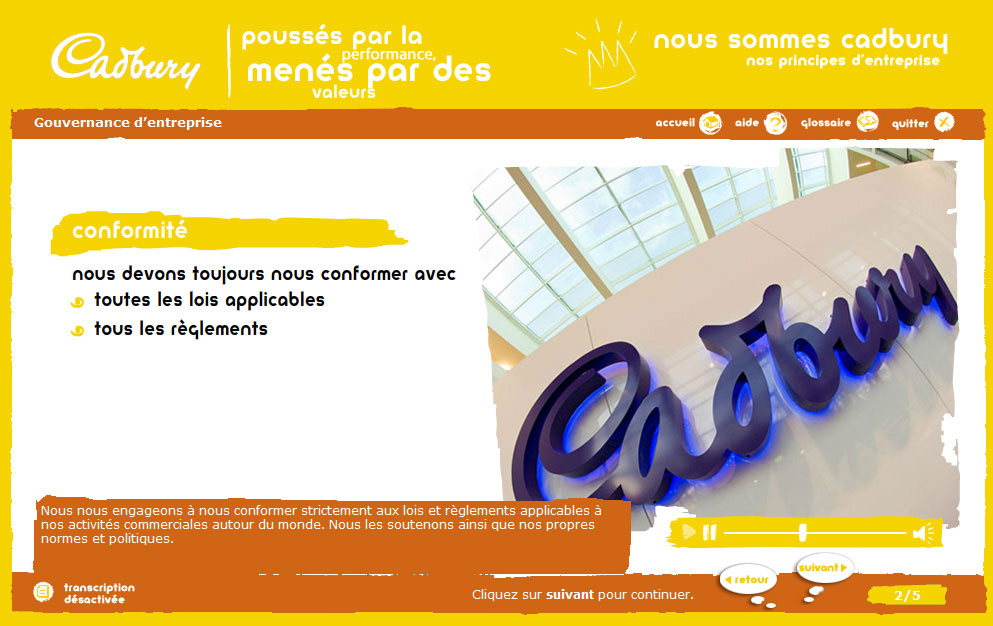 Cadbury
poussés par la
performance,
menés par des
valeurs
nous sommes cadbury
nos principes d'entreprise
Gouvernance d’entreprise
accueil
aide
glossaire
quitter
conformité
nous devons toujours nous conformer avec
toutes les lois applicables
tous les règlements
Cadbury
Nous nous engageons à nous conformer strictement aux lois et règlements applicables à
nos activités commerciales autour du monde. Nous les soutenons ainsi que nos propres
normes et politiques.
transcription
désactivée
Cliquez sur suivant pour continuer.
retour
suivant
2/5